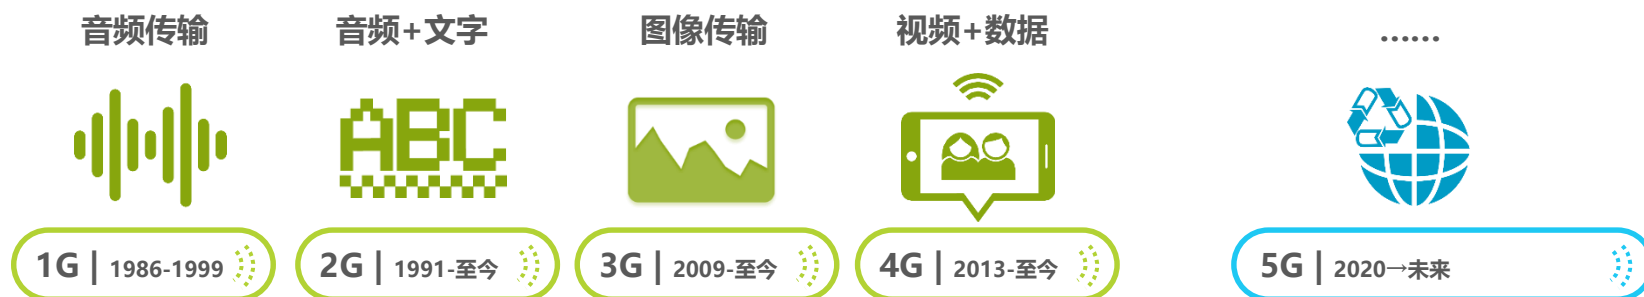 音频传输
音频+文字
图像传输
视频+数据
……
ABC
1G | 1986-1999
2G | 1991-至今
3G | 2009-至今
4G | 2013-至今
5G | 2020→未来